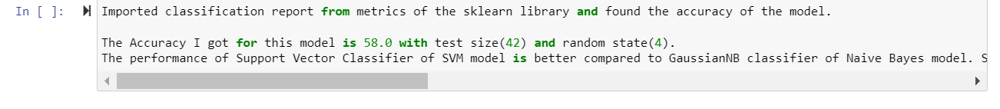 In [ ]: Imported classification report from metrics of the sklearn library and found the accuracy of the model.
The Accuracy I got for this model is 58.0 with test size(42) and random state(4).
The performance of Support Vector Classifier of SVM model is better compared to GaussianNB classifier of Naive Bayes model. S